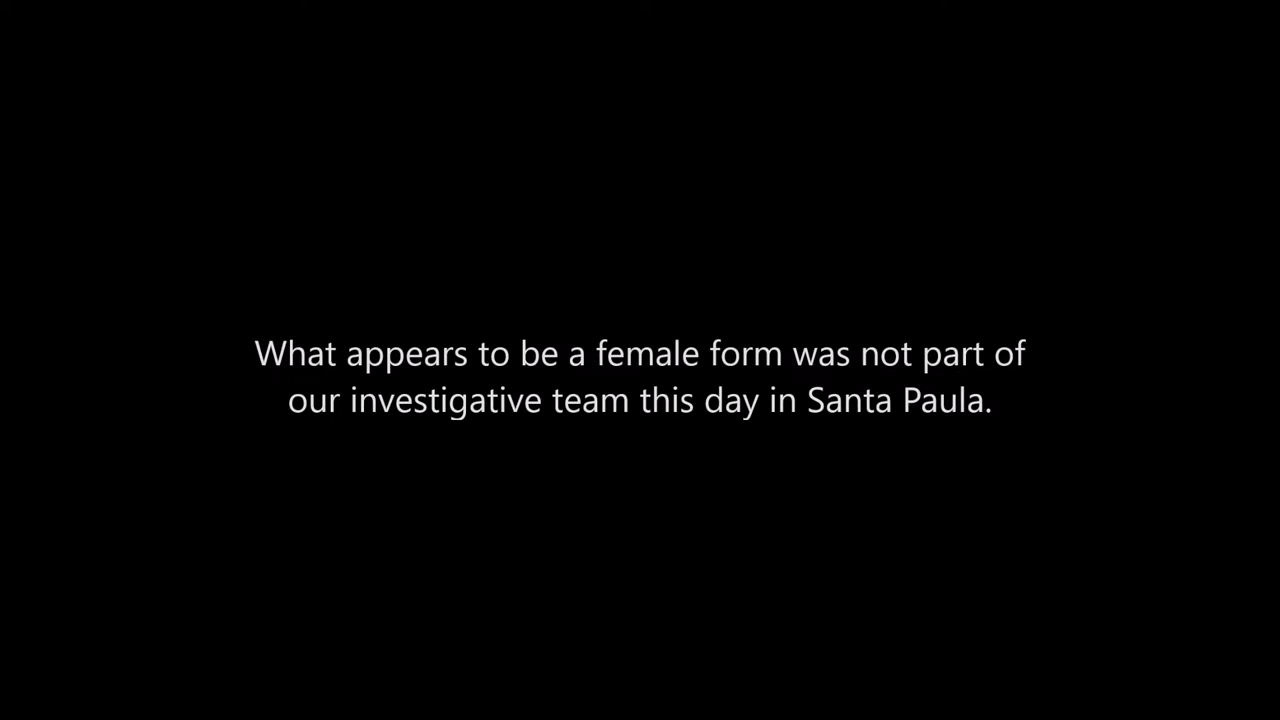 What appears to be a female form was not part of
our investigative team this day in Santa Paula.